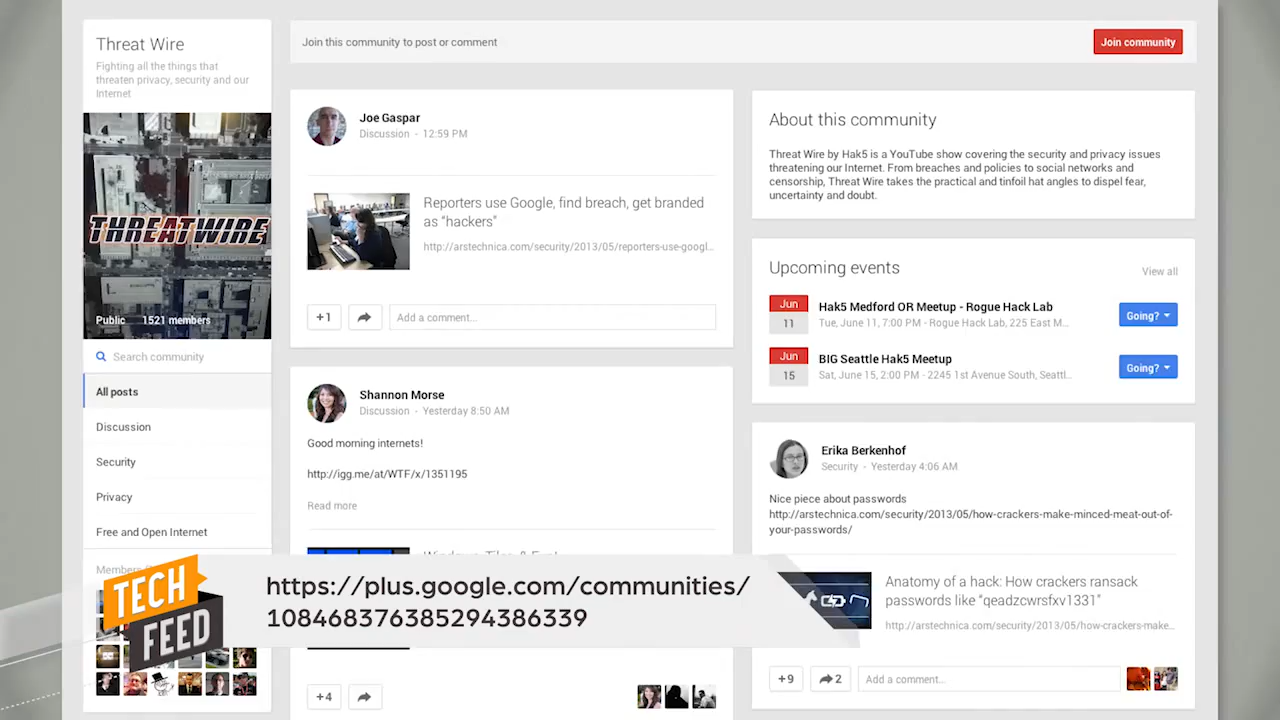 Threat Wire
Fighting all the things that
threaten privacy, security and our
Internet
THREATWIRE
Public 1521 members
Search community
All posts
Discussion
Security
Privacy
Free and Open Internet
Members
Join this community to post or comment
Join community
Joe Gaspar
Discussion - 12:59 PM
Reporters use Google, find breach, get branded
as “hackers”
http://arstechnica.com/security/2013/05/reporters-use-googl...
+1
Add a comment...
Shannon Morse
Discussion - Yesterday 8:50 AM
Good morning internets!
http://igg.me/at/WTF/x/1351195
Read more
+4
About this community
Threat Wire by Hak5 is a YouTube show covering the security and privacy issues
threatening our Internet. From breaches and policies to social networks and
censorship, Threat Wire takes the practical and tinfoil hat angles to dispel fear,
uncertainty and doubt.
Upcoming events
View all
Jun
11
Hak5 Medford OR Meetup - Rogue Hack Lab
Tue, June 11, 7:00 PM - Rogue Hack Lab, 225 East M...
Going?
Jun
15
BIG Seattle Hak5 Meetup
Sat, June 15, 2:00 PM - 2245 1st Avenue South, Seattl...
Going?
Erika Berkenhof
Security - Yesterday 4:06 AM
Nice piece about passwords
http://arstechnica.com/security/2013/05/how-crackers-make-minced-meat-out-of-
your-passwords/
Anatomy of a hack: How crackers ransack
passwords like “qeadzcwrsfxv1331”
http://arstechnica.com/security/2013/05/how-crackers-make...
+9
2
Add a comment...
TECH
FEED
https://plus.google.com/communities/
108468376385294386339